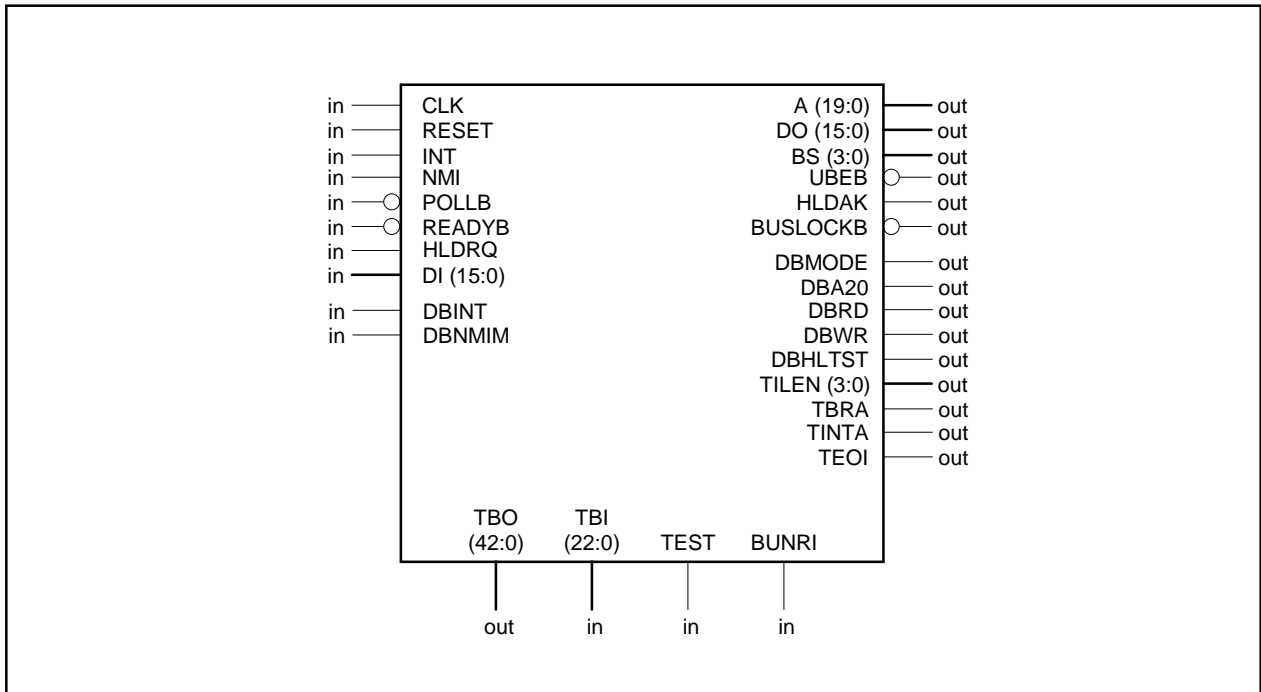 in CLK A (19:0) out
in RESET DO (15:0) out
in INT BS (3:0) out
in NMI UBEB out
in POLLB HLDAK out
in READYB BUSLOCKB out
in HLDRQ
in DI (15:0) DBMODE out
DBA20 out
in DBINT DBRD out
in DBNMIM DBWR out
DBHLTST out
TILEN (3:0) out
TBRA out
TINTA out
TEOI out
TBO TBI
(42:0) (22:0) TEST BUNRI
out in in in